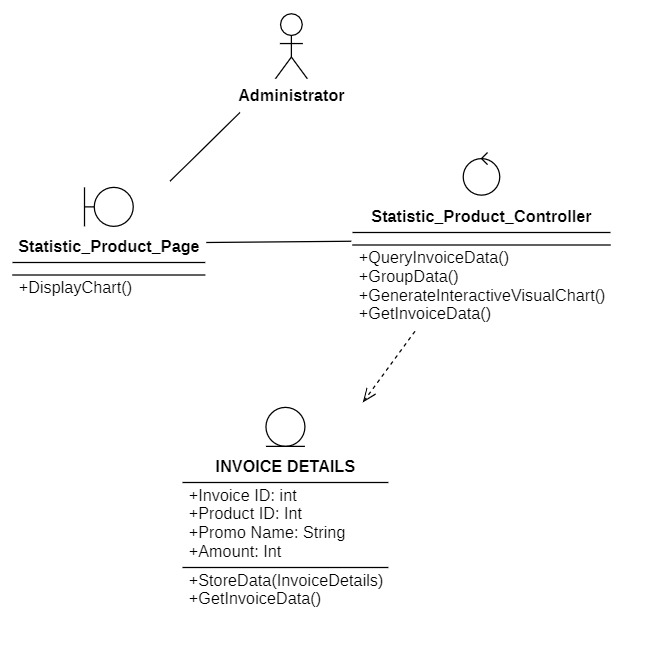 Administrator
Statistic_Product_Page
+DisplayChart()
Statistic_Product_Controller
+QueryInvoiceData()
+GroupData()
+GenerateInteractiveVisualChart()
+GetInvoiceData()
INVOICE DETAILS
+Invoice ID: int
+Product ID: Int
+Promo Name: String
+Amount: Int
+StoreData(InvoiceDetails)
+GetInvoiceData()